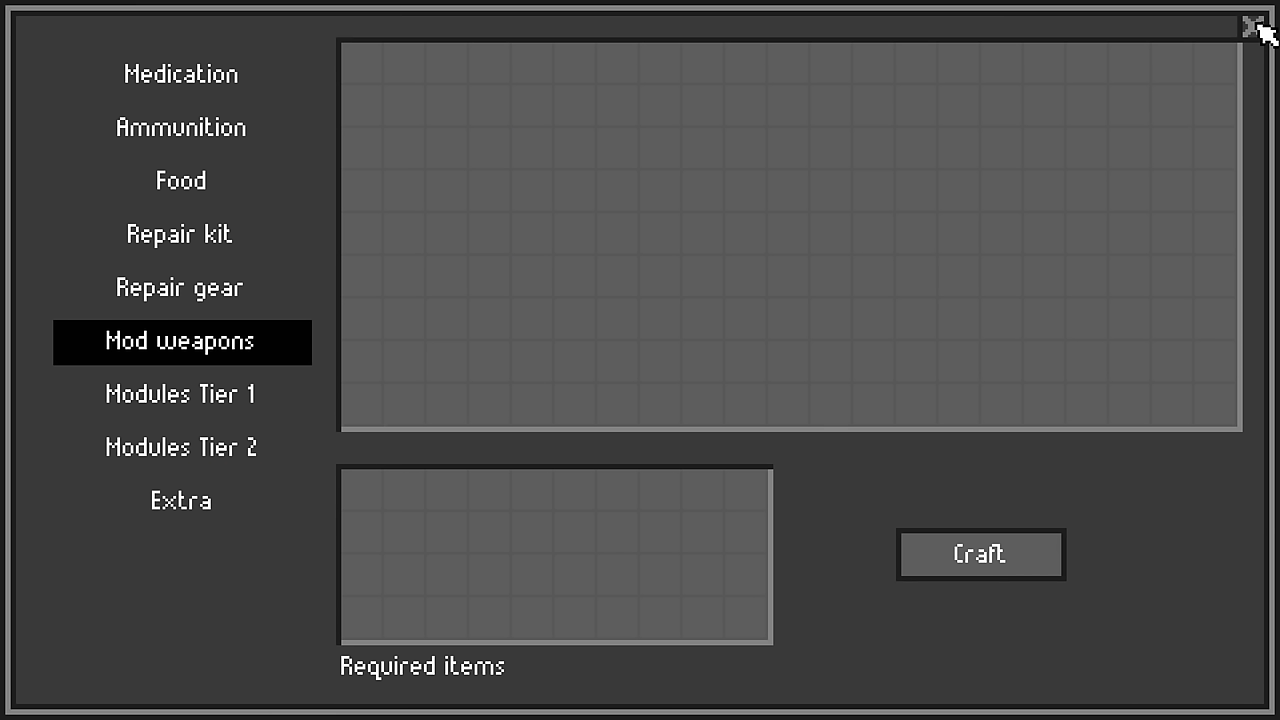 Medication
Ammunition
Food
Repair kit
Repair gear
Mod weapons
Modules Tier 1
Modules Tier 2
Extra
Craft
Required items